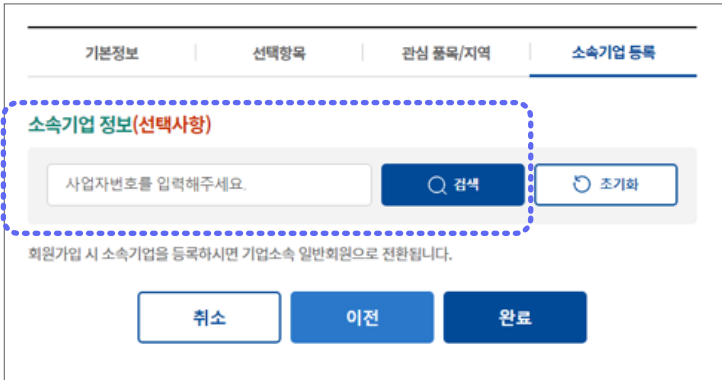 기본정보 선택항목 관심 품목/지역 소속기업 등록
소속기업 정보(선택사항)
사업자번호를 입력해주세요. 검색 초기화
회원가입 시 소속기업을 등록하시면 기업소속 일반회원으로 전환됩니다.
취소 이전 완료